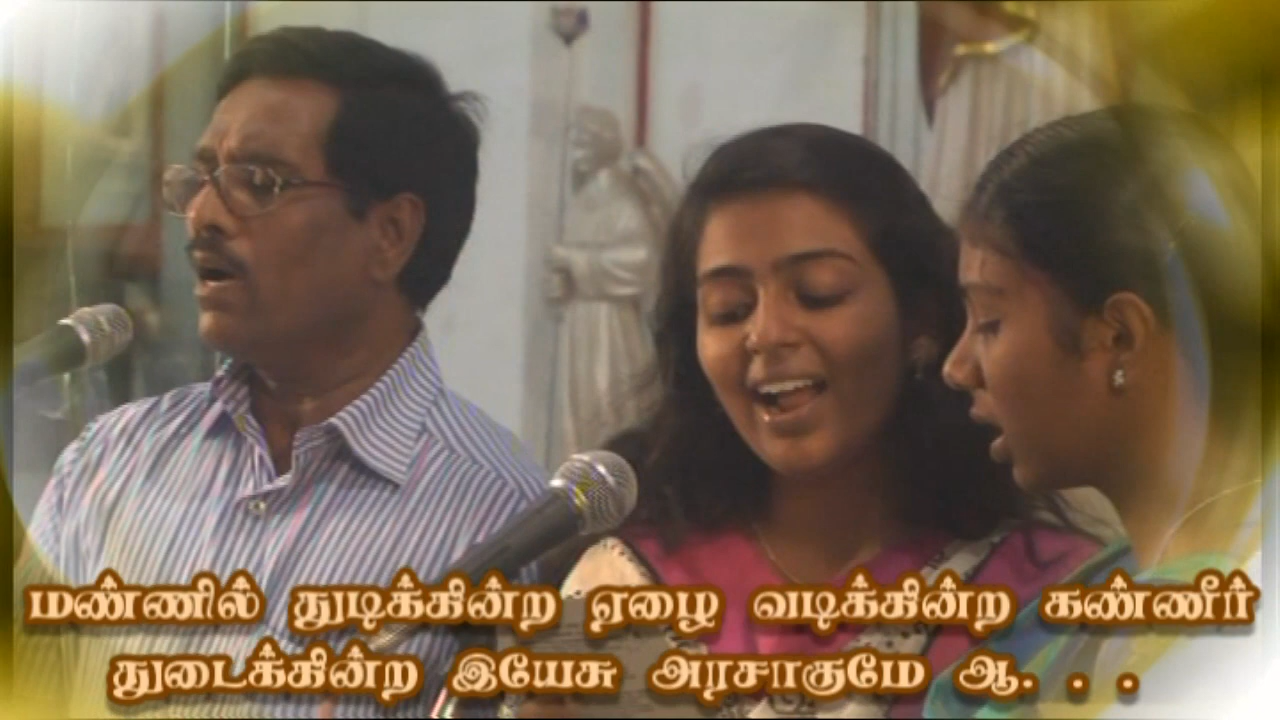 மண்ணில் துடிக்கின்ற ஏழை வடிக்கின்ற கண்ணீர்
துடைக்கின்ற இயேசு அரசாகுமே ஆ. . .